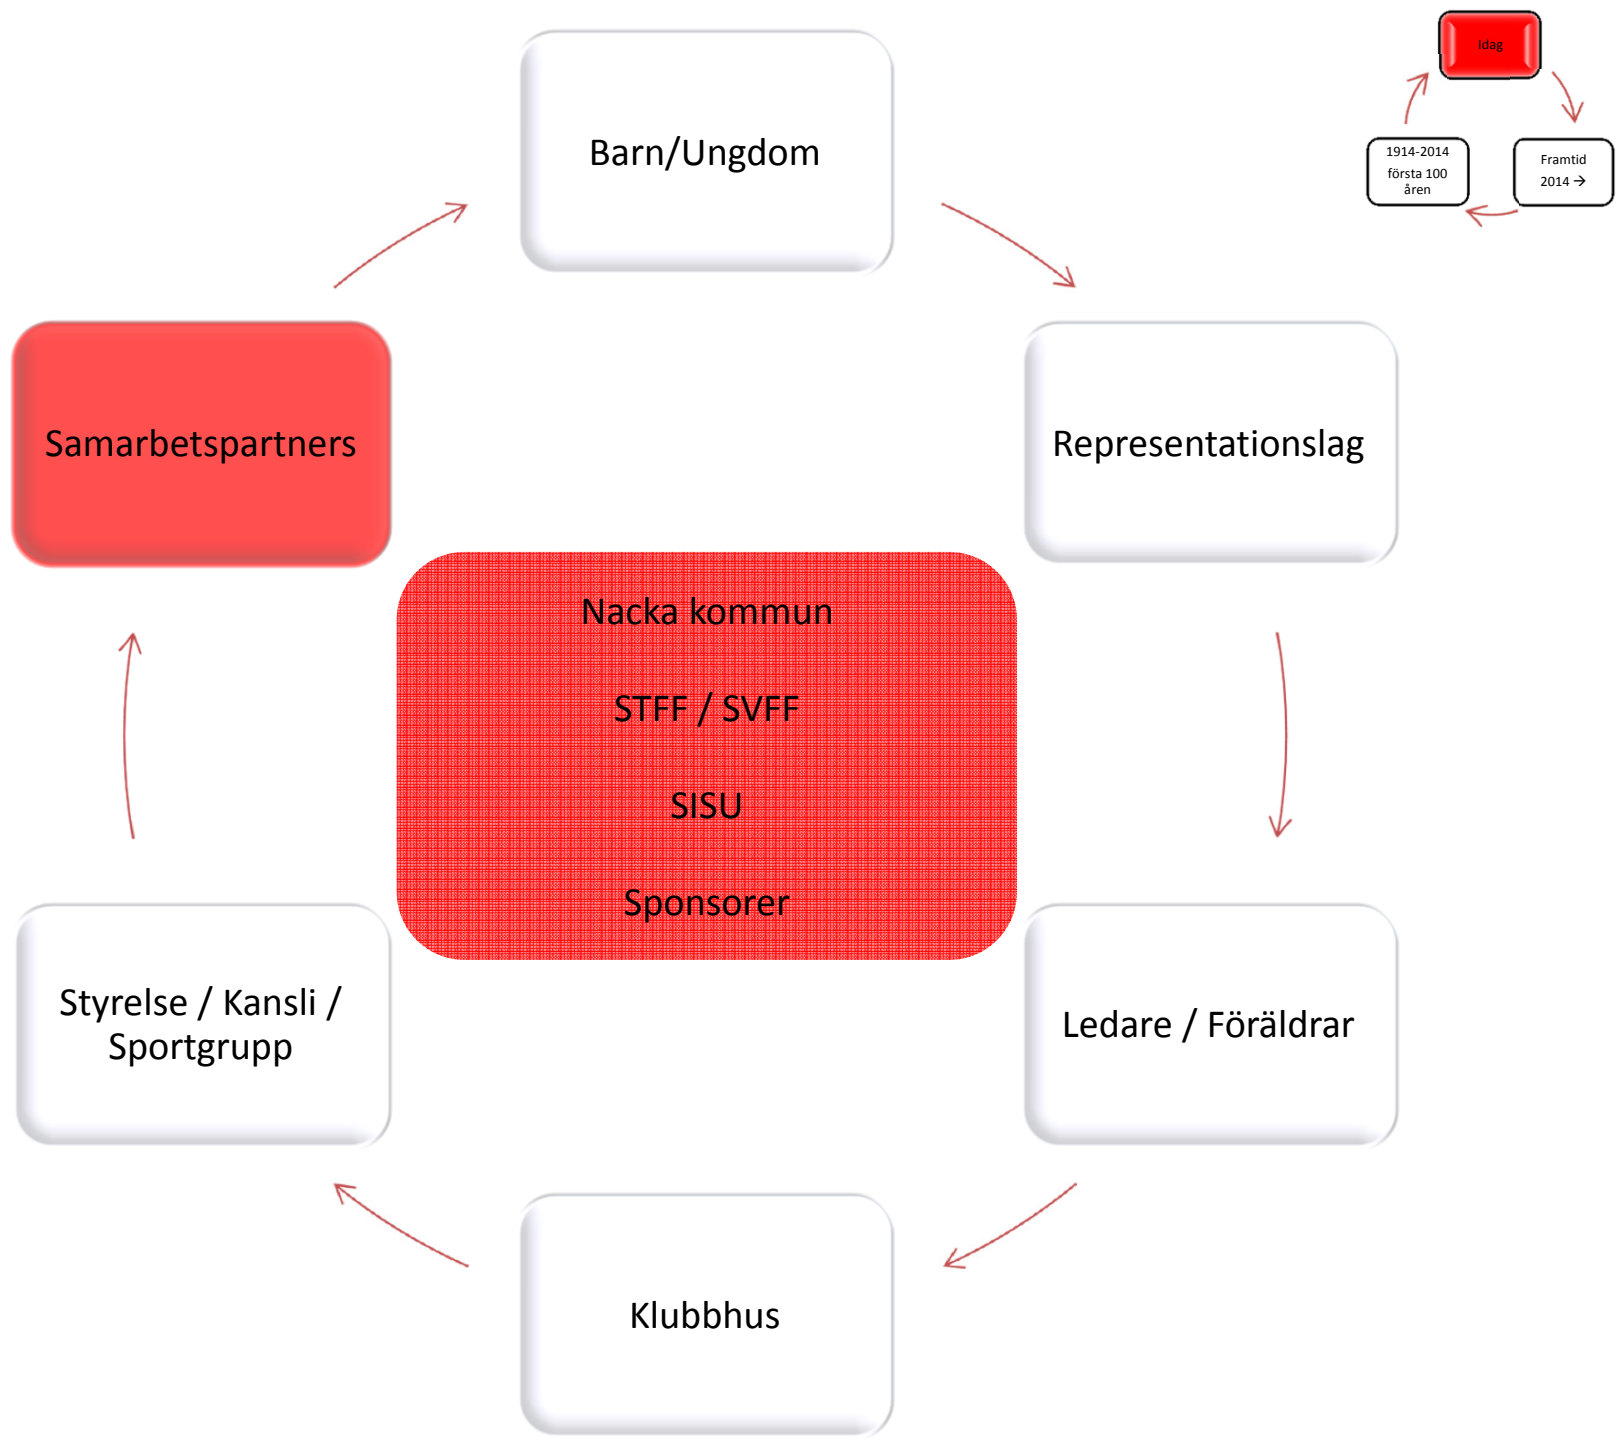 Idag
1914-2014
första 100
åren
Framtid
2014 →
Barn/Ungdom
Samarbetspartners
Representationslag
Nacka kommun
STFF / SVFF
SISU
Sponsorer
Styrelse / Kansli /
Sportgrupp
Ledare / Föräldrar
Klubbhus